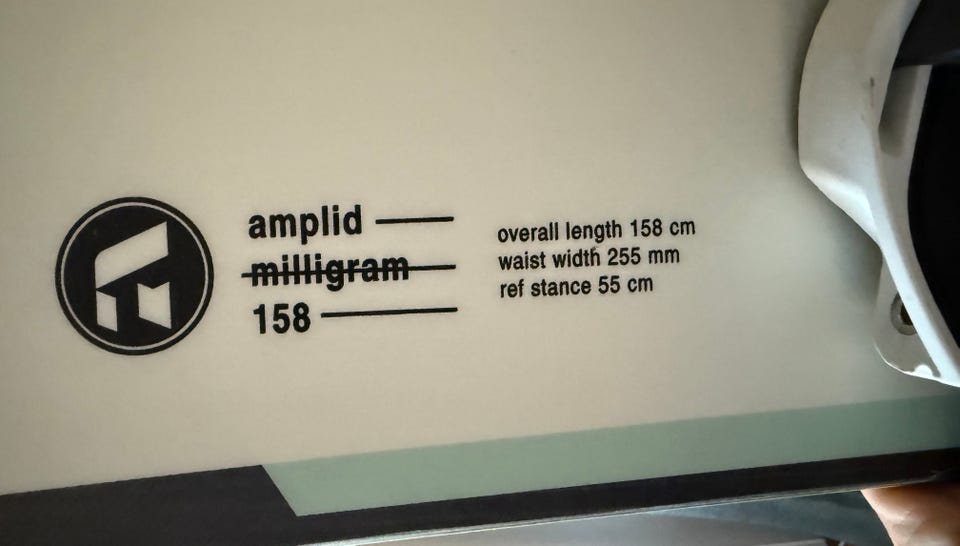 amplid
milligram
158
overall length 158 cm
waist width 255 mm
ref stance 55 cm